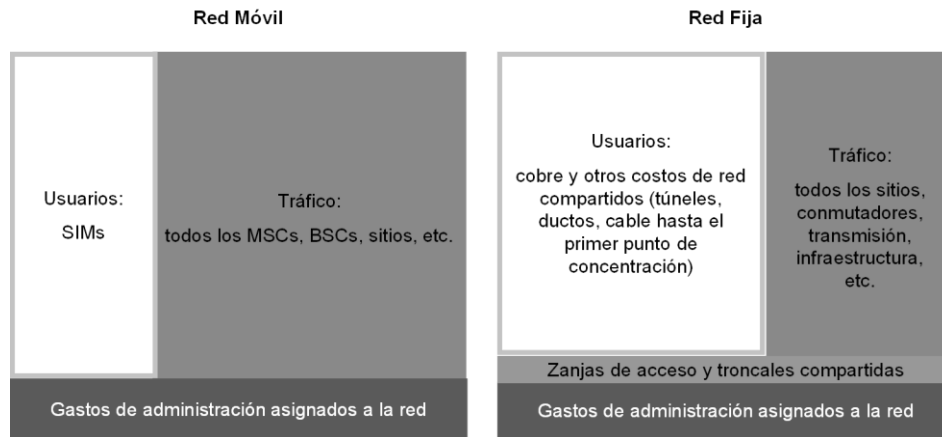 Red Móvil
Usuarios:
SIMs
Tráfico:
todos los MSCs, BSCs, sitios, etc.
Gastos de administración asignados a la red
Red Fija
Usuarios:
cobre y otros costos de red
compartidos (túneles,
ductos, cable hasta el
primer punto de
concentración)
Tráfico:
todos los sitios,
conmutadores,
transmisión,
infraestructura,
etc.
Zanjas de acceso y troncales compartidas
Gastos de administración asignados a la red